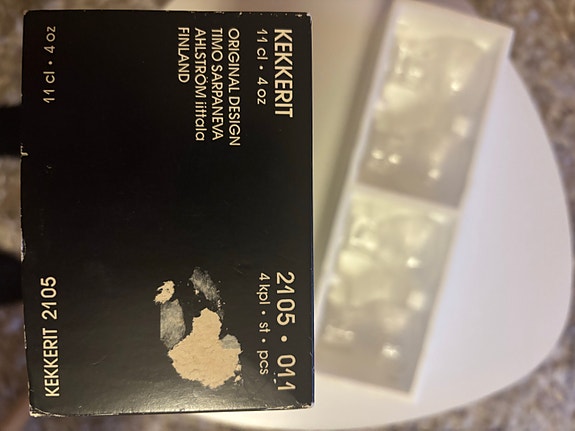 KEKKERIT
11 cl • 4 oz
ORIGINAL DESIGN
TIMO SARPANEVA
AHLSTRÖM iittala
FINLAND
2105 • 011
4 kpl • st • pcs
11 cl • 4 oz
KEKKERIT 2105